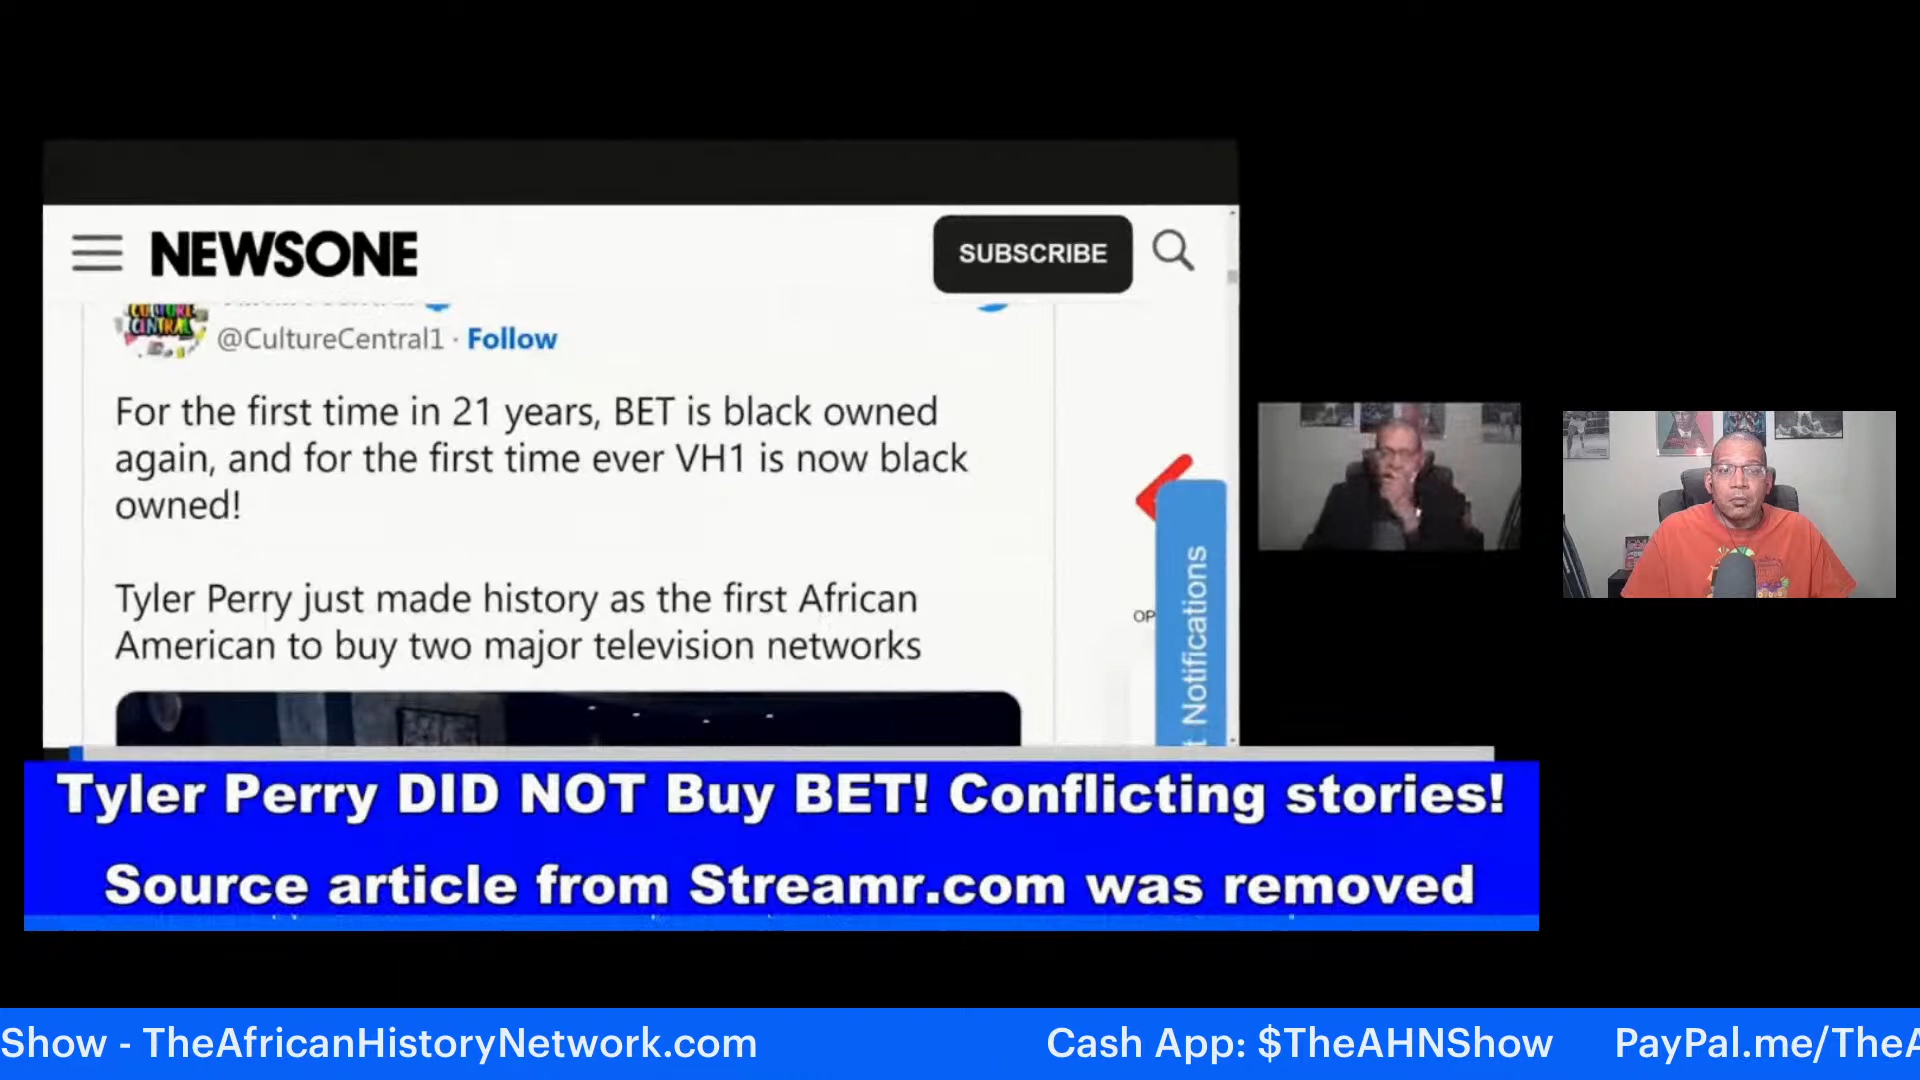 NEWSONE
SUBSCRIBE
CULTURE
CENTRAL
@CultureCentral1 · Follow
For the first time in 21 years, BET is black owned
again, and for the first time ever VH1 is now black
owned!
Tyler Perry just made history as the first African
American to buy two major television networks
OP
t Notifications
Tyler Perry DID NOT Buy BET! Conflicting stories!
Source article from Streamr.com was removed
Show - TheAfricanHistoryNetwork.com Cash App: $TheAHNShow PayPal.me/TheA